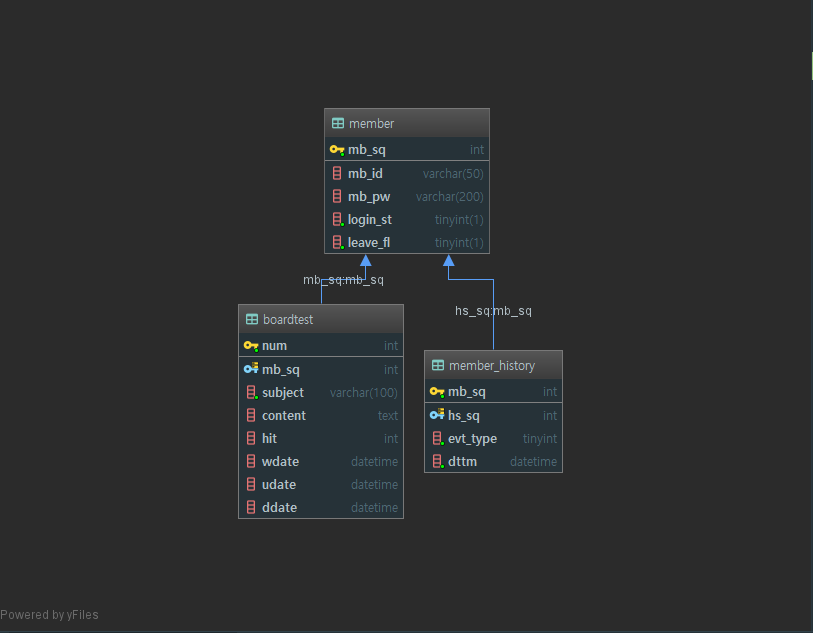 member
mb_sq int
mb_id varchar(50)
mb_pw varchar(200)
login_st tinyint(1)
leave_fl tinyint(1)
mb_sq:mb_sq
hs_sq:mb_sq
boardtest
num int
mb_sq int
subject varchar(100)
content text
hit int
wdate datetime
udate datetime
ddate datetime
member_history
mb_sq int
hs_sq int
evt_type tinyint
dttm datetime
Powered by yFiles